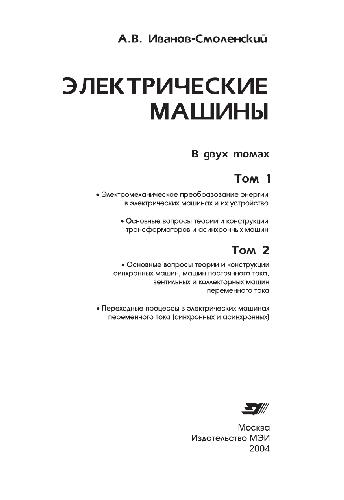 А.В. Иванов-Смоленский
ЭЛЕКТРИЧЕСКИЕ
МАШИНЫ
В двух томах
Том 1
• Электромеханическое преобразование энергии
в электрических машинах и их устройство
• Основные вопросы теории и конструкции
трансформаторов и асинхронных машин
Том 2
• Основные вопросы теории и конструкции
синхронных машин, машин постоянного тока,
вентильных и коллекторных машин
переменного тока
• Переходные процессы в электрических машинах
переменного тока (синхронных и асинхронных)
Москва
Издательство МЭИ
2004